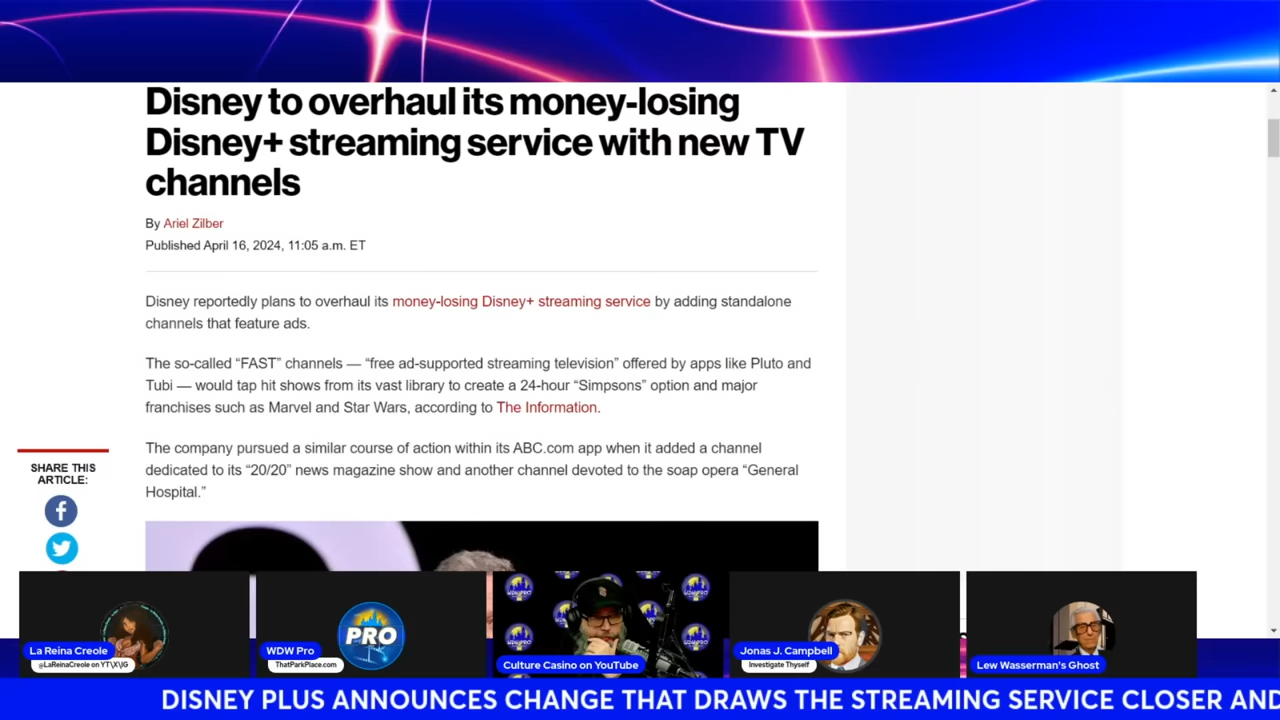 Disney to overhaul its money-losing
Disney+ streaming service with new TV
channels
By Ariel Zilber
Published April 16, 2024, 11:05 a.m. ET
Disney reportedly plans to overhaul its money-losing Disney+ streaming service by adding standalone
channels that feature ads.
The so-called “FAST” channels — “free ad-supported streaming television” offered by apps like Pluto and
Tubi — would tap hit shows from its vast library to create a 24-hour “Simpsons” option and major
franchises such as Marvel and Star Wars, according to The Information.
The company pursued a similar course of action within its ABC.com app when it added a channel
dedicated to its “20/20” news magazine show and another channel devoted to the soap opera “General
Hospital.”
SHARE THIS
ARTICLE:
La Reina Creole
@LaReinaCreole on YT\X\IG
PRO
WDW Pro
ThatParkPlace.com
Culture Casino on YouTube
Jonas J. Campbell
Investigate Thyself
Lew Wasserman's Ghost
DISNEY PLUS ANNOUNCES CHANGE THAT DRAWS THE STREAMING SERVICE CLOSER AND